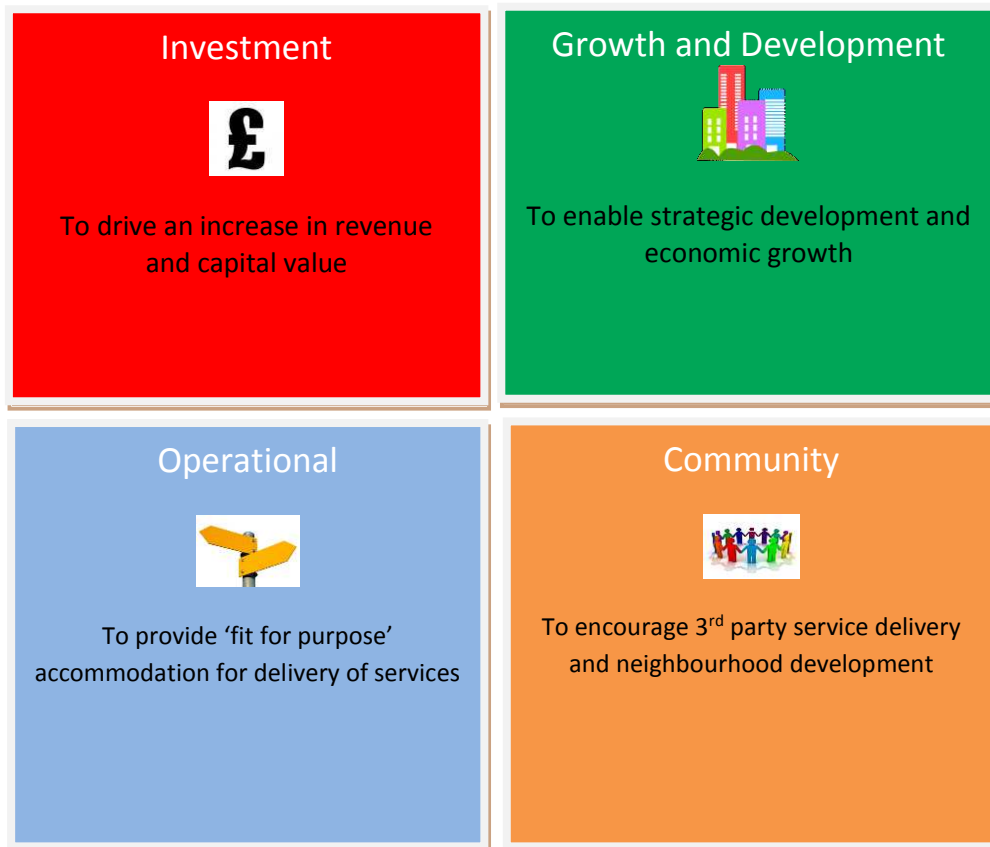 Investment
£
To drive an increase in revenue
and capital value
Growth and Development
To enable strategic development and
economic growth
Operational
To provide ‘fit for purpose’
accommodation for delivery of services
Community
To encourage 3rd party service delivery
and neighbourhood development